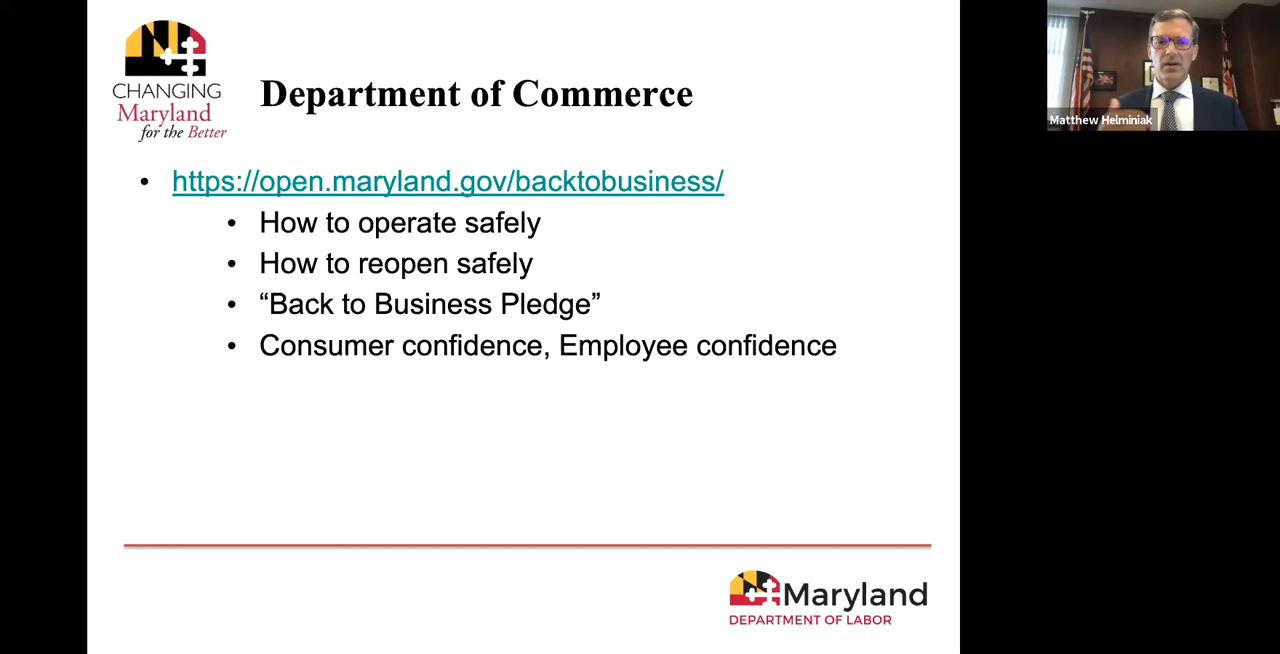 CHANGING
Maryland
for the Better
Department of Commerce
Matthew Helminiak
• https://open.maryland.gov/backtobusiness/
• How to operate safely
• How to reopen safely
• “Back to Business Pledge”
• Consumer confidence, Employee confidence
Maryland
DEPARTMENT OF LABOR